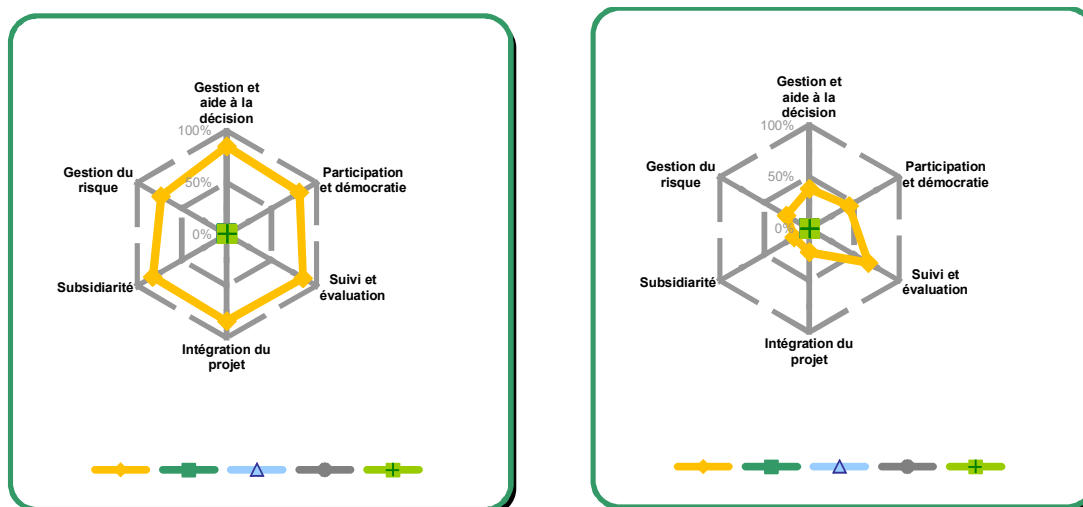 Gestion et
aide à la
décision
100%
Gestion du
risque
Participation
et démocratie
50%
0%
Subsidiarité
Suivi et
évaluation
Intégration du
projet
Gestion et
aide à la
décision
100%
Gestion du
risque
Participation
et démocratie
50%
0%
Subsidiarité
Suivi et
évaluation
Intégration du
projet